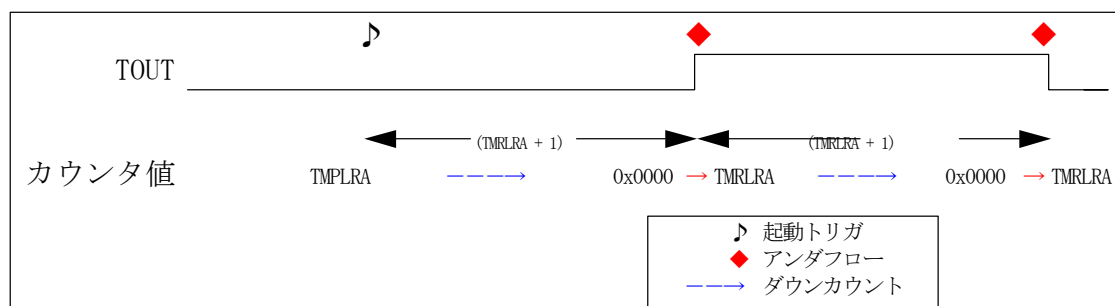 TOUT
(TMRLRA + 1) (TMRLRA + 1)
カウンタ値 TMPLRA 0x0000 → TMRLRA 0x0000 → TMRLRA
♪ 起動トリガ
◆ アンダフロー
---→ ダウンカウント